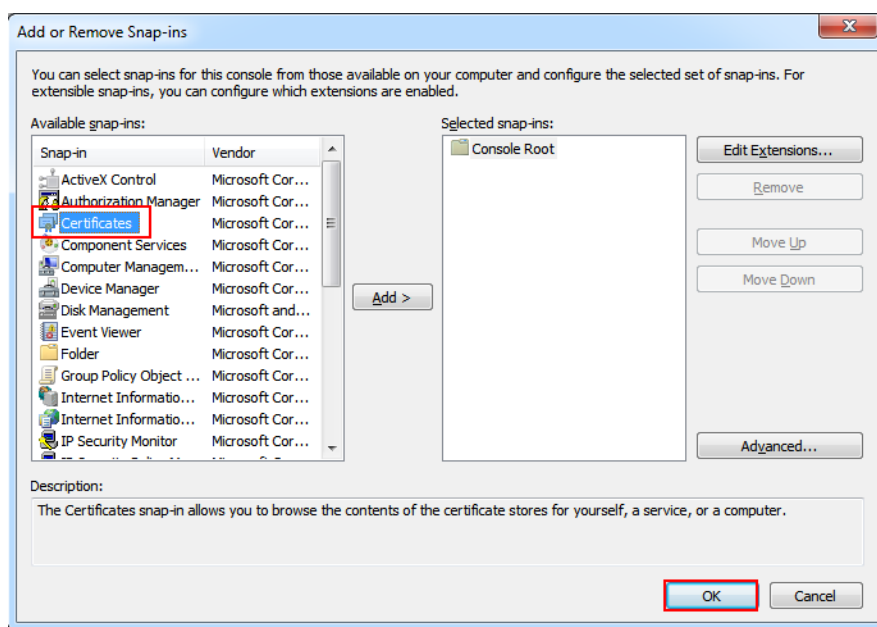 Add or Remove Snap-ins
You can select snap-ins for this console from those available on your computer and configure the selected set of snap-ins. For
extensible snap-ins, you can configure which extensions are enabled.
Available snap-ins:
Snap-in Vendor
ActiveX Control Microsoft Cor...
Authorization Manager Microsoft Cor...
Certificates Microsoft Cor...
Component Services Microsoft Cor...
Computer Managem... Microsoft Cor...
Device Manager Microsoft Cor...
Disk Management Microsoft and...
Event Viewer Microsoft Cor...
Folder Microsoft Cor...
Group Policy Object ... Microsoft Cor...
Internet Informatio... Microsoft Cor...
Internet Informatio... Microsoft Cor...
IP Security Monitor Microsoft Cor...
Add >
Selected snap-ins:
Console Root
Edit Extensions...
Remove
Move Up
Move Down
Advanced...
Description:
The Certificates snap-in allows you to browse the contents of the certificate stores for yourself, a service, or a computer.
OK Cancel